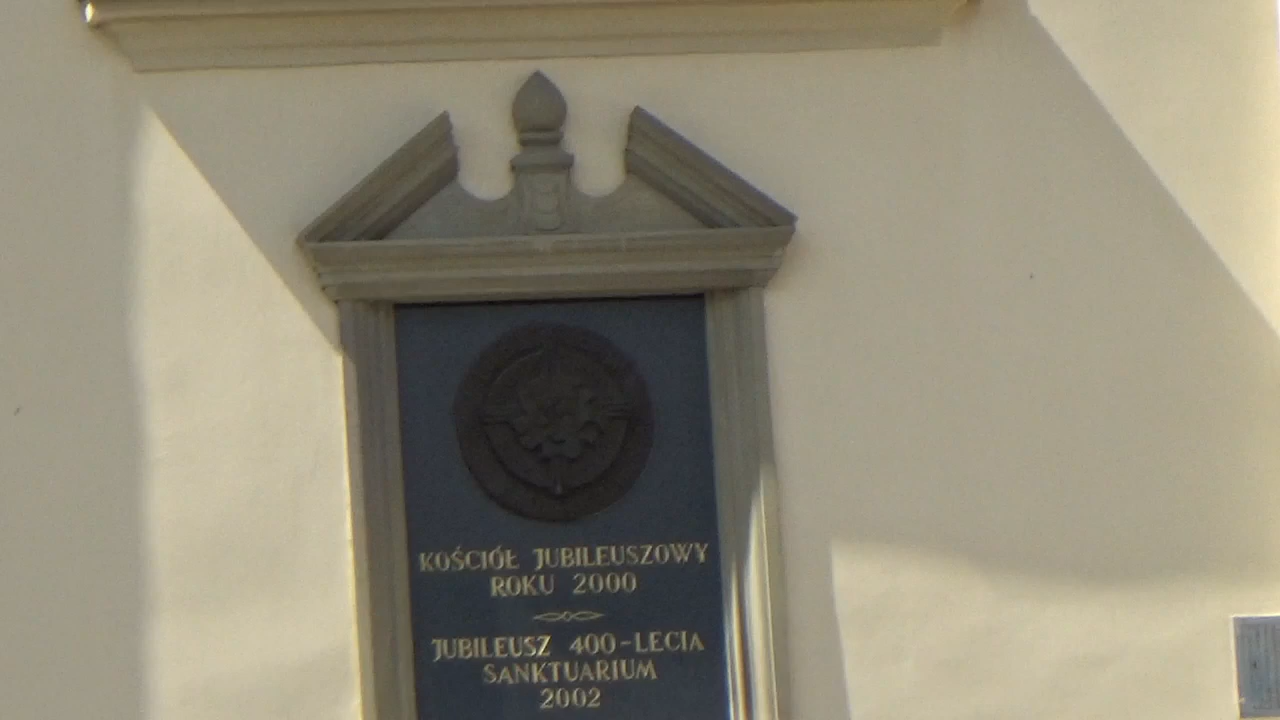 KOŚCIÓŁ JUBILEUSZOWY
ROKU 2000
JUBILEUSZ 400-LECIA
SANKTUARIUM
2002